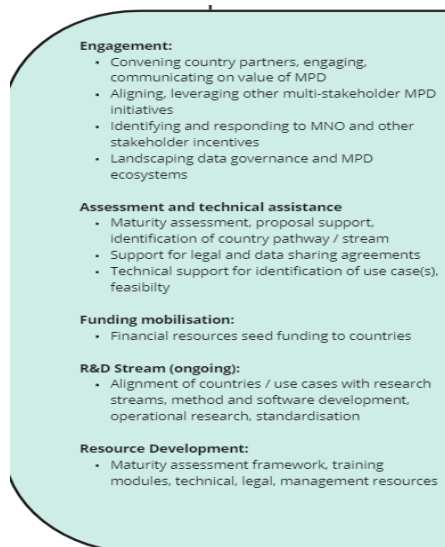 Engagement:
▪ Convening country partners, engaging,
communicating on value of MPD
▪ Aligning, leveraging other multi-stakeholder MPD
initiatives
▪ Identifying and responding to MNO and other
stakeholder incentives
▪ Landscaping data governance and MPD
ecosystems
Assessment and technical assistance
▪ Maturity assessment, proposal support,
identification of country pathway / stream
▪ Support for legal and data sharing agreements
▪ Technical support for identification of use case(s),
feasibilty
Funding mobilisation:
▪ Financial resources seed funding to countries
R&D Stream (ongoing):
▪ Alignment of countries / use cases with research
streams, method and software development,
operational research, standardisation
Resource Development:
▪ Maturity assessment framework, training
modules, technical, legal, management resources